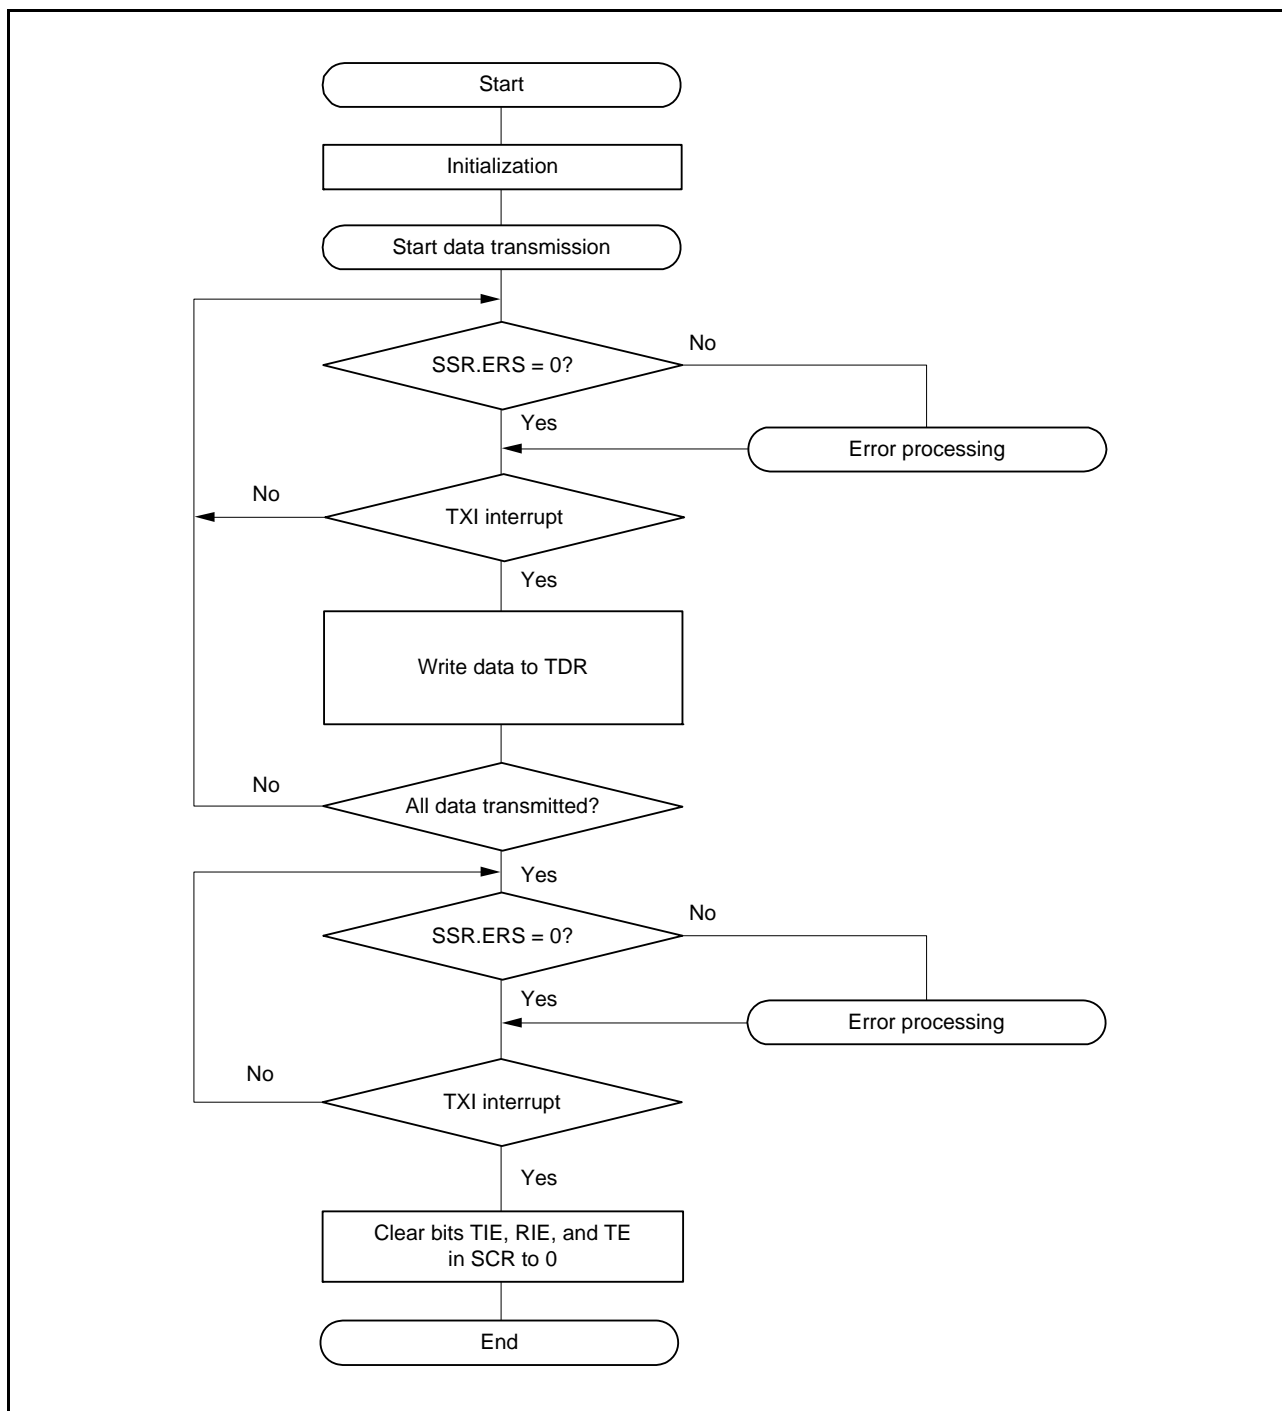 Start
Initialization
Start data transmission
SSR.ERS = 0?
No
Yes
Error processing
No
TXI interrupt
Yes
Write data to TDR
No
All data transmitted?
Yes
SSR.ERS = 0?
No
Yes
Error processing
No
TXI interrupt
Yes
Clear bits TIE, RIE, and TE
in SCR to 0
End